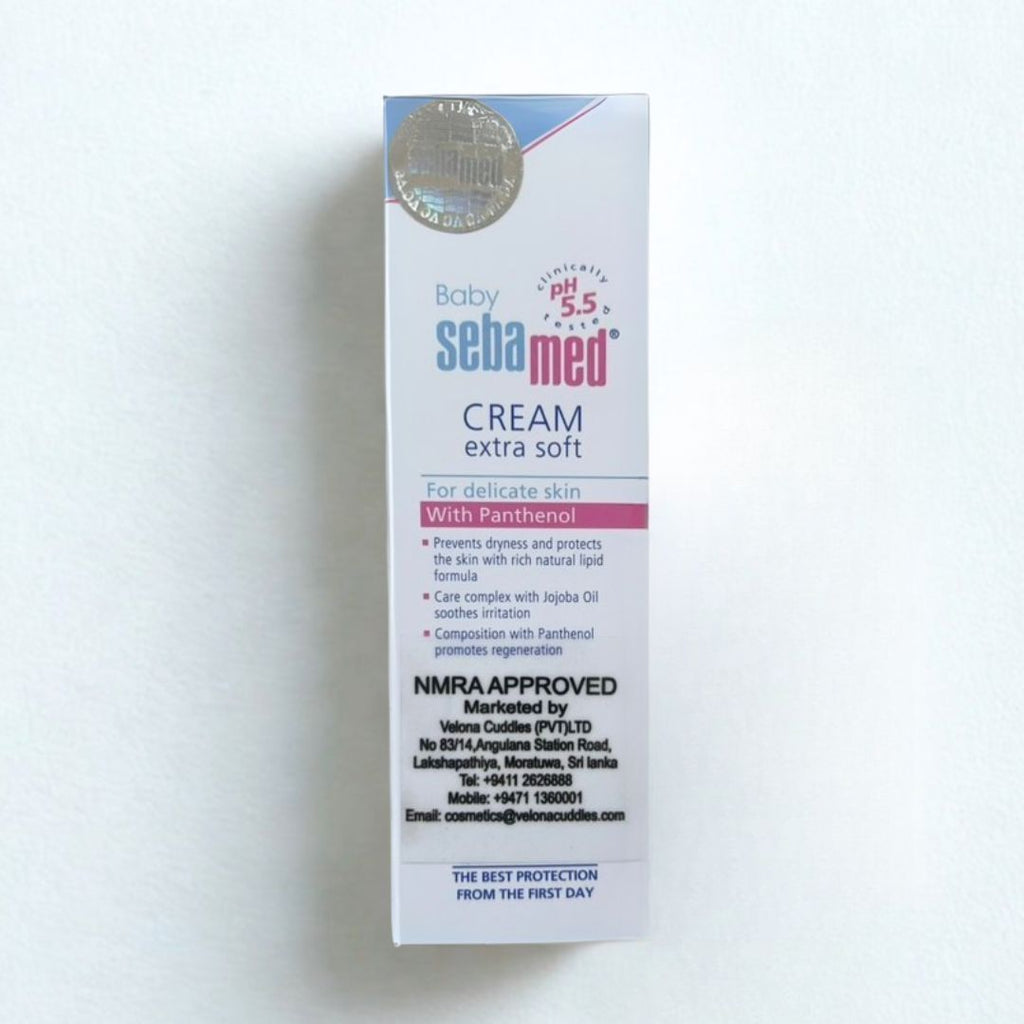 sebamed
Baby
clinically
pH
5.5
tested
sebamed®
CREAM
extra soft
For delicate skin
With Panthenol
▪ Prevents dryness and protects
the skin with rich natural lipid
formula
▪ Care complex with Jojoba Oil
soothes irritation
▪ Composition with Panthenol
promotes regeneration
NMRA APPROVED
Marketed by
Velona Cuddles (PVT)LTD
No 83/14,Angulana Station Road,
Lakshapathiya, Moratuwa, Sri lanka
Tel: +9411 2626888
Mobile: +9471 1360001
Email: cosmetics@velonacuddles.com
THE BEST PROTECTION
FROM THE FIRST DAY